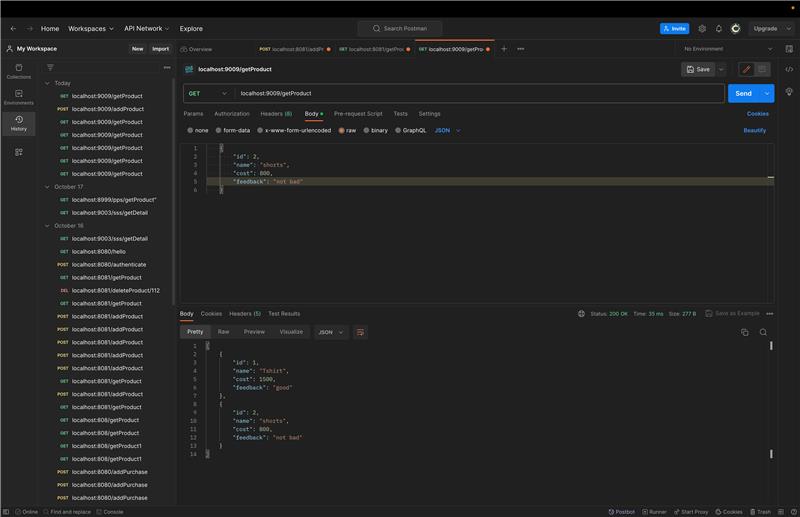 Home Workspaces API Network Explore Search Postman Invite Upgrade
My Workspace New Import Overview POST localhost:8081/addPr GET localhost:8081/getProc GET localhost:9009/getProduct No Environment
Collections
Environments
History
Today
GET localhost:9009/getProduct
POST localhost:9009/addProduct
GET localhost:9009/getProduct
GET localhost:9009/getProduct
GET localhost:9009/getProduct
GET localhost:9009/getProduct
GET localhost:9009/getProduct
October 17
GET localhost:8999/pps/getProduct"
GET localhost:9003/sss/getDetail
October 16
GET localhost:9003/sss/getDetail
GET localhost:8080/hello
POST localhost:8080/authenticate
GET localhost:8081/getProduct
DEL localhost:8081/deleteProduct/112
GET localhost:8081/getProduct
POST localhost:8081/addProduct
POST localhost:8081/addProduct
POST localhost:8081/addProduct
POST localhost:8081/addProduct
POST localhost:8081/addProduct
GET localhost:8081/getProduct
POST localhost:8081/addProduct
GET localhost:8081/getProduct
GET localhost:808/getProduct
GET localhost:808/getProduct
GET localhost:808/getProduct1
GET localhost:808/getProduct1
POST localhost:8080/addPurchase
POST localhost:8080/addPurchase
POST localhost:8080/addPurchase
localhost:9009/getProduct Save
GET localhost:9009/getProduct Send
Params Authorization Headers (8) Body Pre-request Script Tests Settings Cookies
none form-data x-www-form-urlencoded raw binary GraphQL JSON Beautify
1 {
2 "id": 2,
3 "name": "shorts",
4 "cost": 800,
5 "feedback": "not bad"
6 }
Body Cookies Headers (5) Test Results Status: 200 OK Time: 35 ms Size: 277 B Save as Example
Pretty Raw Preview Visualize JSON
1 [
2 {
3 "id": 1,
4 "name": "Tshirt",
5 "cost": 1500,
6 "feedback": "good"
7 },
8 {
9 "id": 2,
10 "name": "shorts",
11 "cost": 800,
12 "feedback": "not bad"
13 }
14 ]
Online Find and replace Console Postbot Runner Start Proxy Cookies Trash